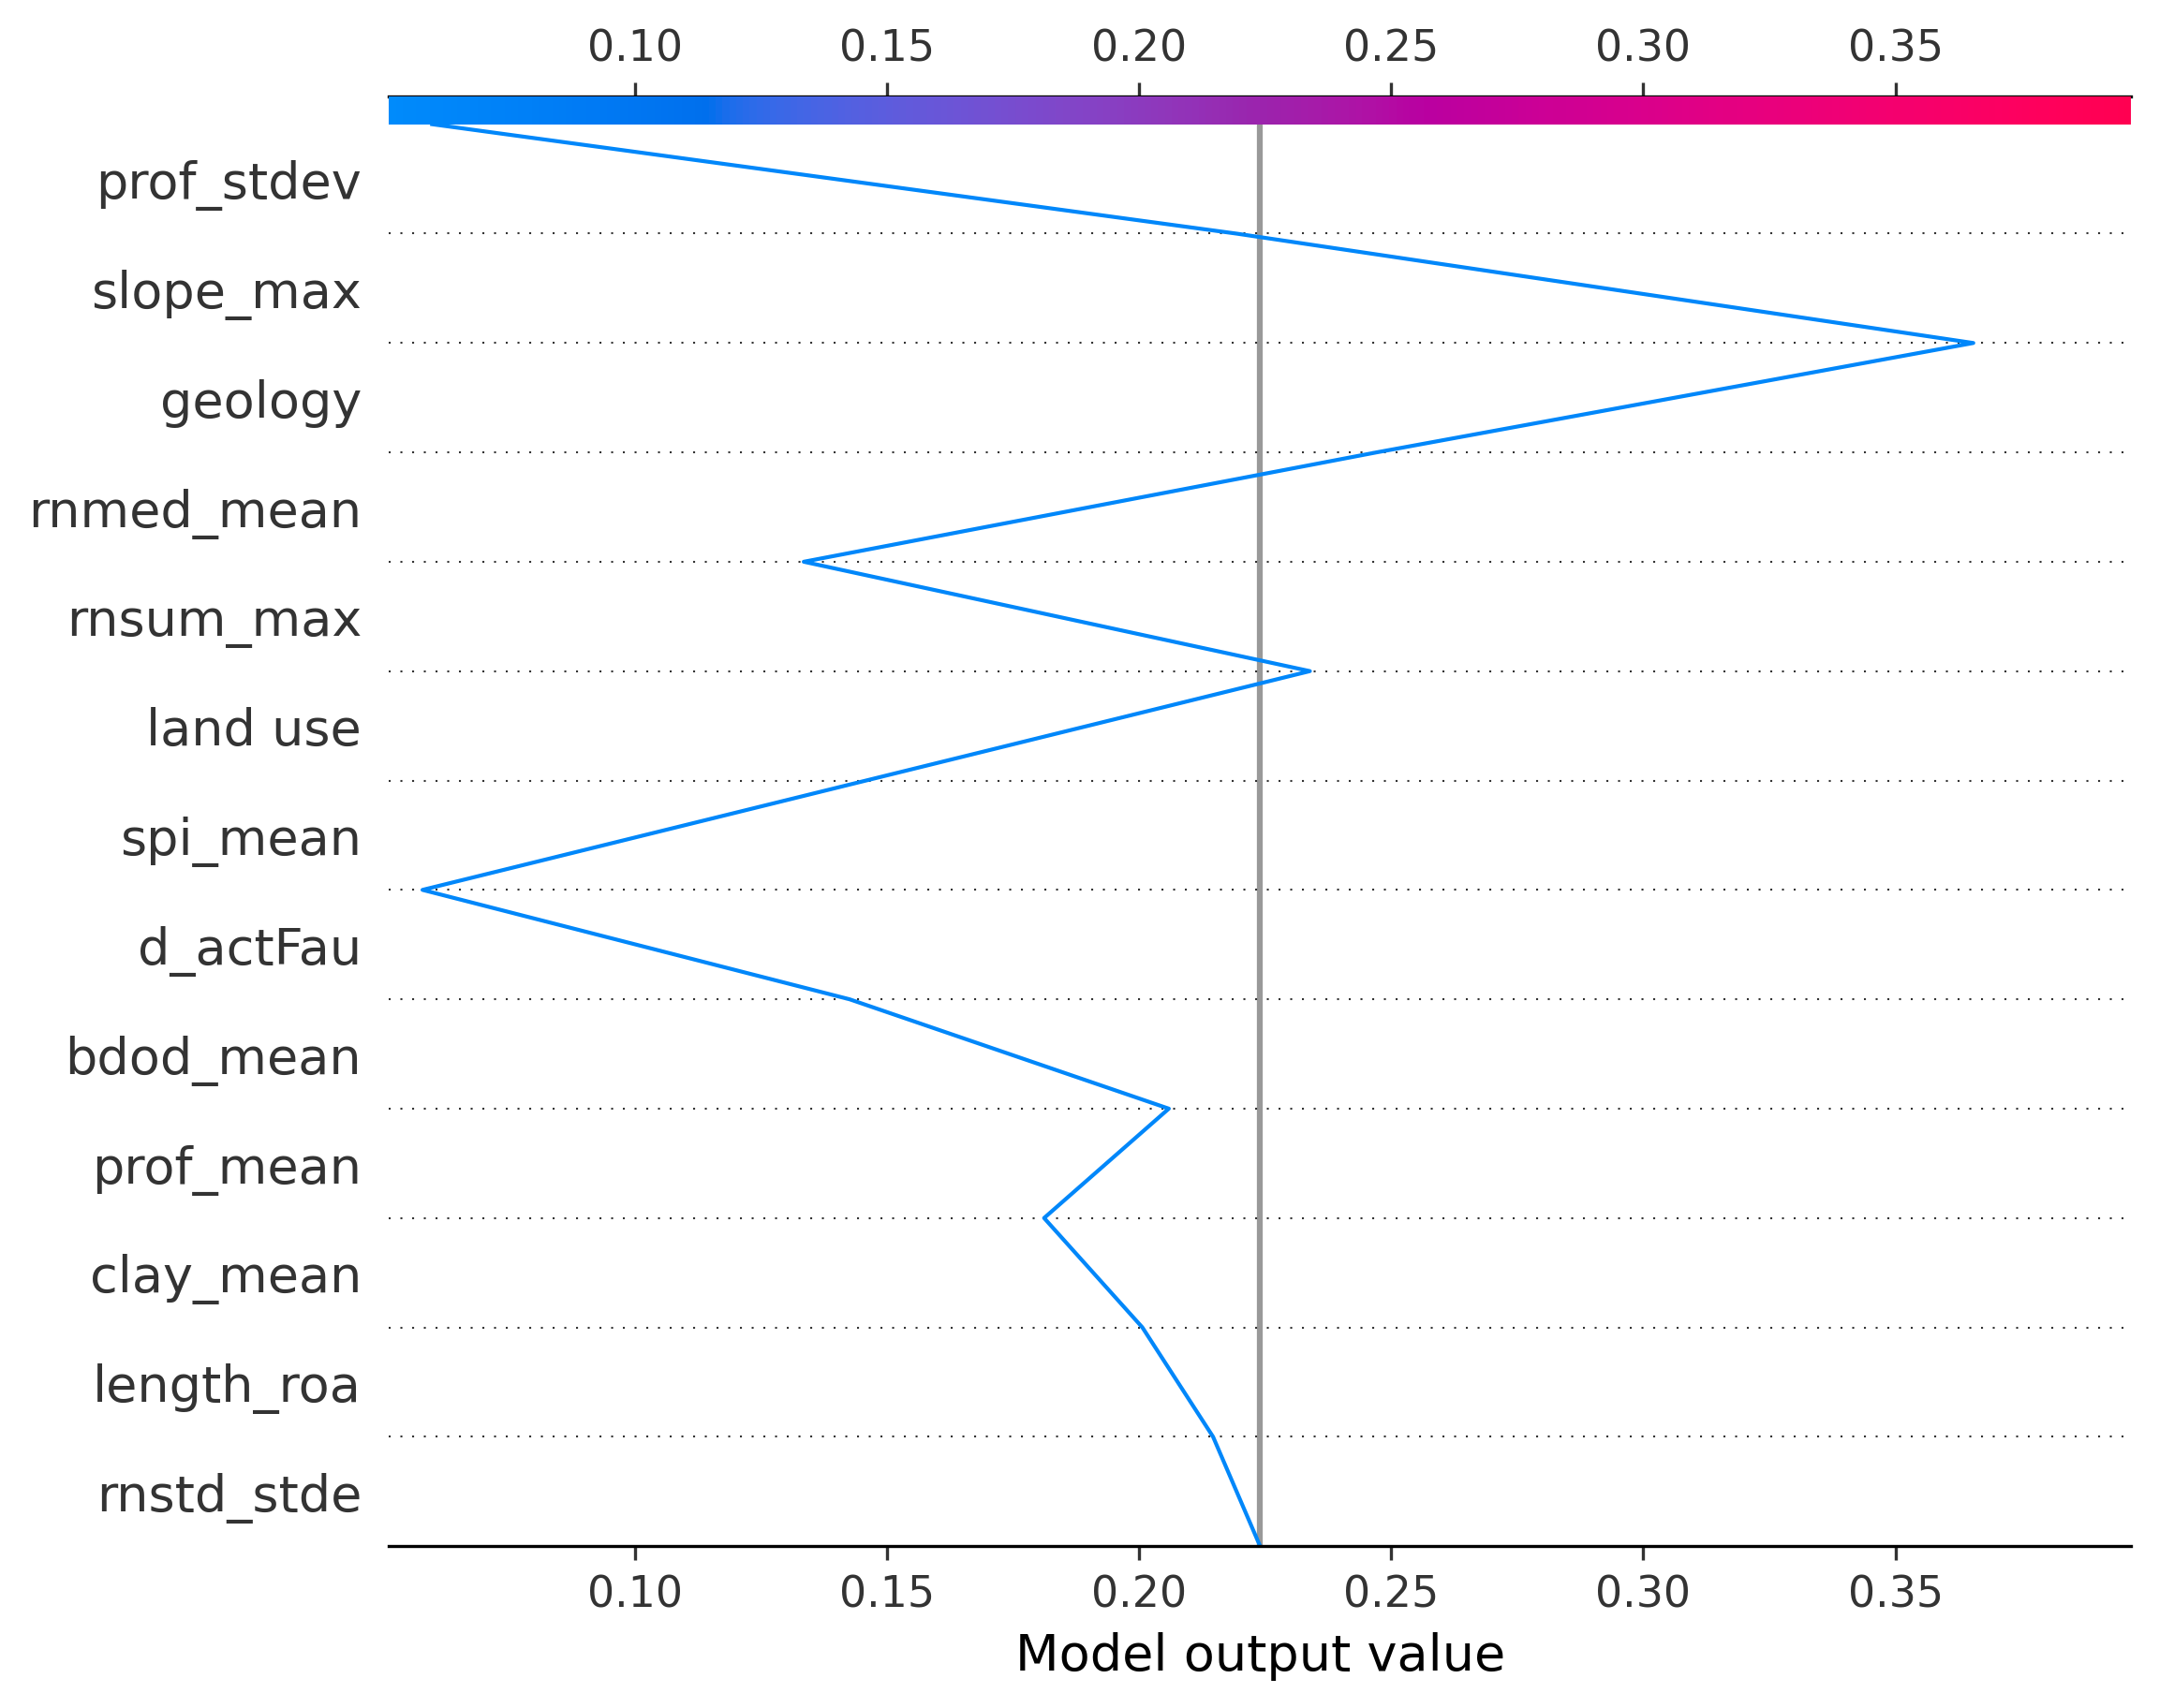 0.10 0.15 0.20 0.25 0.30 0.35
prof_stdev
slope_max
geology
rnmed_mean
rnsum_max
land use
spi_mean
d_actFau
bdod_mean
prof_mean
clay_mean
length_roa
rnstd_stde
0.10 0.15 0.20 0.25 0.30 0.35
Model output value